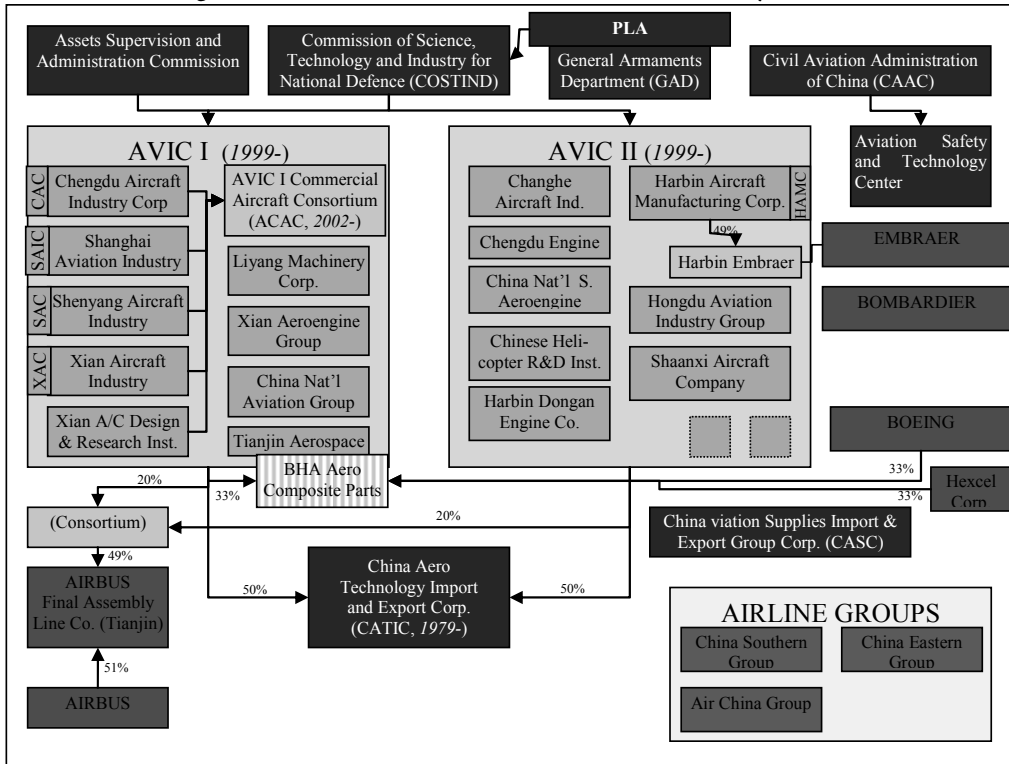 Assets Supervision and
Administration Commission
Commission of Science,
Technology and Industry for
National Defence (COSTIND)
PLA
General Armaments
Department (GAD)
Civil Aviation Administration
of China (CAAC)
Aviation Safety
and Technology
Center
AVIC I (1999-)
CAC
Chengdu Aircraft
Industry Corp
SAIC
Shanghai
Aviation Industry
SAC
Shenyang Aircraft
Industry
XAC
Xian Aircraft
Industry
Xian A/C Design
& Research Inst.
AVIC I Commercial
Aircraft Consortium
(ACAC, 2002-)
Liyang Machinery
Corp.
Xian Aeroengine
Group
China Nat’l
Aviation Group
Tianjin Aerospace
AVIC II (1999-)
Changhe
Aircraft Ind.
Chengdu Engine
China Nat’l S.
Aeroengine
Chinese Heli-
copter R&D Inst.
Harbin Dongan
Engine Co.
Harbin Aircraft
Manufacturing Corp.
HAMC
49%
Harbin Embraer
Hongdu Aviation
Industry Group
Shaanxi Aircraft
Company
EMBRAER
BOMBARDIER
BOEING
33%
Hexcel
Corp
33%
BHA Aero
Composite Parts
20%
33%
20%
(Consortium)
49%
AIRBUS
Final Assembly
Line Co. (Tianjin)
51%
AIRBUS
50%
China Aero
Technology Import
and Export Corp.
(CATIC, 1979-)
50%
China viation Supplies Import &
Export Group Corp. (CASC)
AIRLINE GROUPS
China Southern
Group
China Eastern
Group
Air China Group